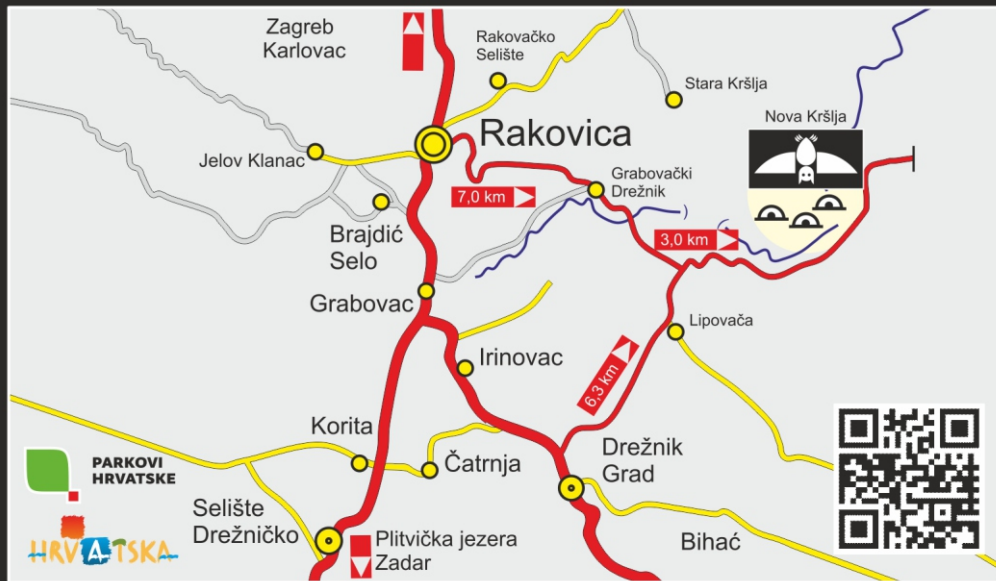 Zagreb
Karlovac
Rakovačko
Selište
Stara Kršlja
Nova Kršlja
Rakovica
Jelov Klanac
Grabovački
Drežnik
7,0 km
Brajdić
Selo
3,0 km
Grabovac
Lipovača
Irinovac
6,3 km
Korita
Čatrnja
Drežnik
Grad
PARKOVI
HRVATSKE
Selište
Drežničko
HRVATSKA
Plitvička jezera
Zadar
Bihać